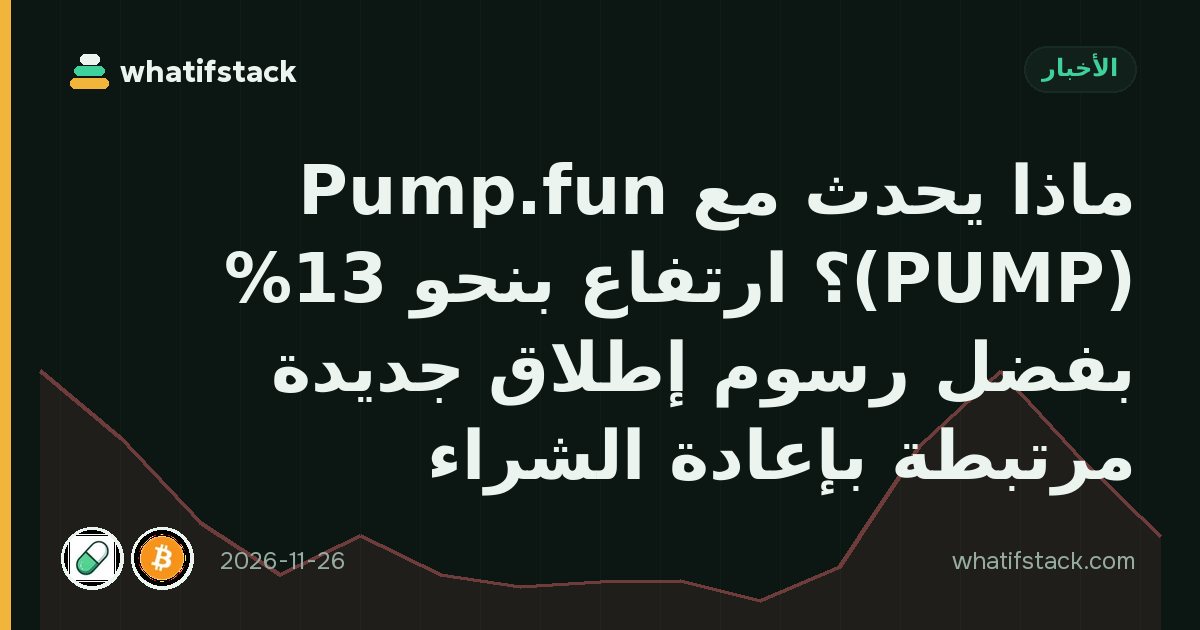 whatifstack
الأخبار
ماذا يحدث مع Pump.fun
(PUMP)؟ ارتفاع بنحو 13%
بفضل رسوم إطلاق جديدة
مرتبطة بإعادة الشراء
2026-11-26
whatifstack.com